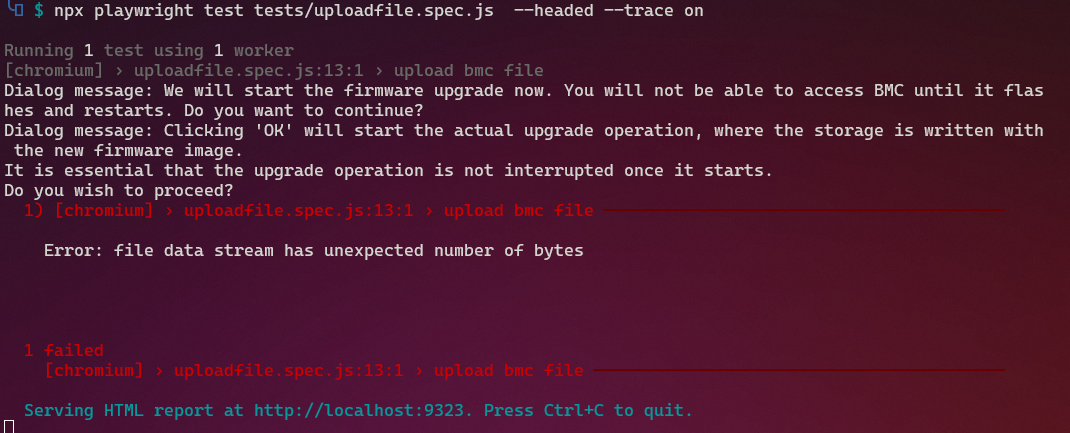 $ npx playwright test tests/uploadfile.spec.js  --headed --trace on
Running 1 test using 1 worker
[chromium] › uploadfile.spec.js:13:1 › upload bmc file
Dialog message: We will start the firmware upgrade now. You will not be able to access BMC until it flas
hes and restarts. Do you want to continue?
Dialog message: Clicking 'OK' will start the actual upgrade operation, where the storage is written with
 the new firmware image.
It is essential that the upgrade operation is not interrupted once it starts.
Do you wish to proceed?
1) [chromium] › uploadfile.spec.js:13:1 › upload bmc file
Error: file data stream has unexpected number of bytes
1 failed
[chromium] › uploadfile.spec.js:13:1 › upload bmc file
Serving HTML report at http://localhost:9323. Press Ctrl+C to quit.